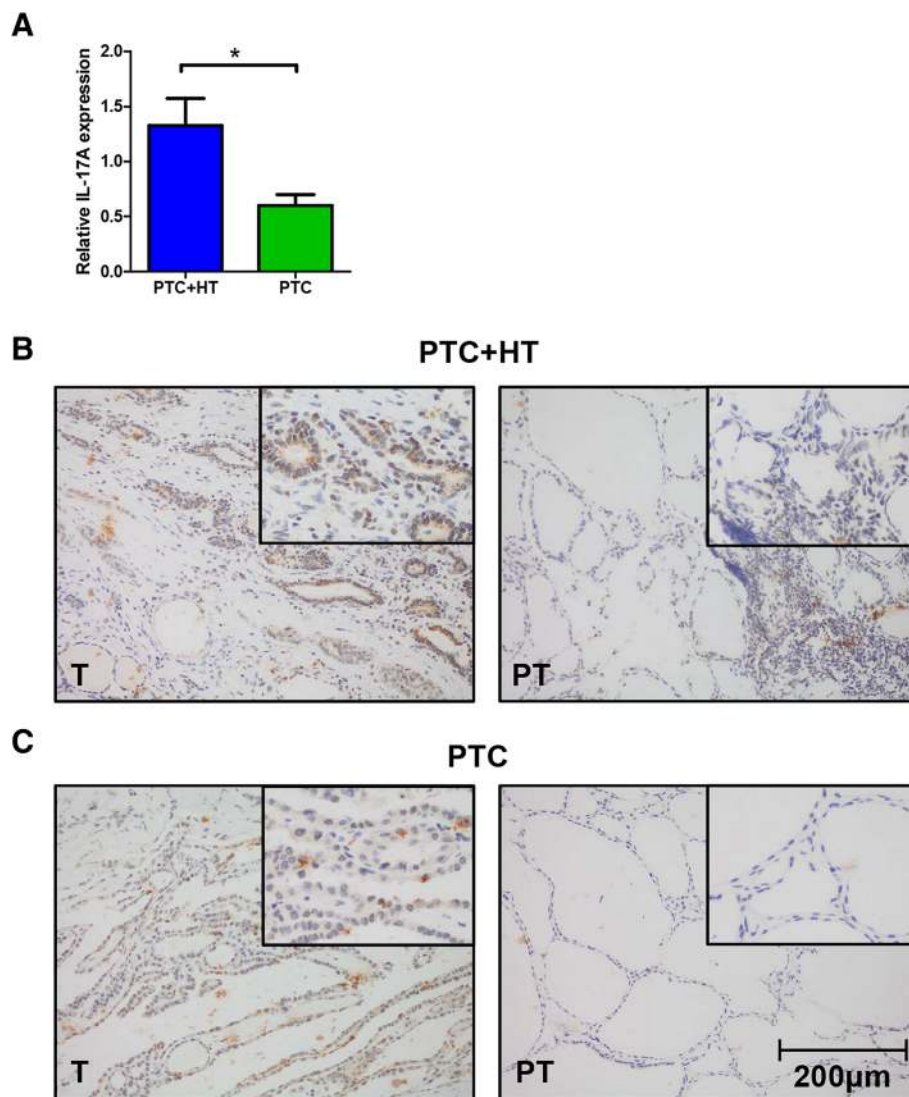 A
Relative IL-17A expression
2.0
1.5
1.0
0.5
0.0
*
PTC+HT
PTC
B
PTC+HT
T
PT
C
PTC
T
PT
200μm